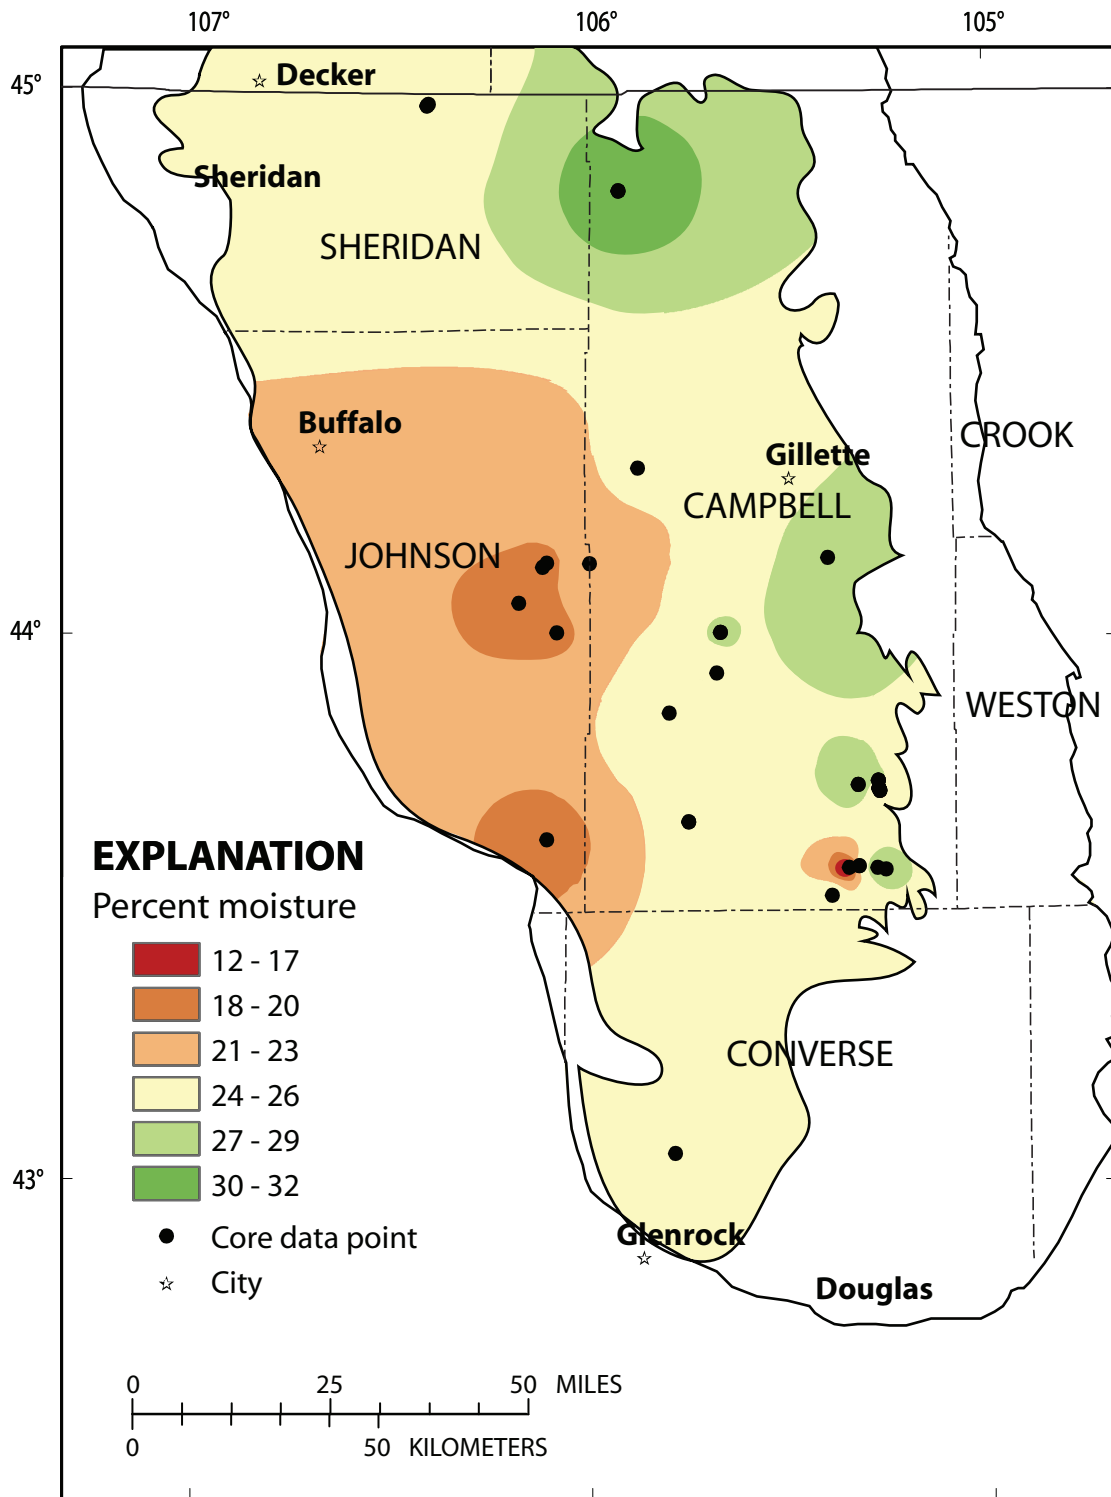 107° 106° 105°
45°
Decker
Sheridan
SHERIDAN
Buffalo
CROOK
Gillette
CAMPBELL
JOHNSON
44°
WESTON
EXPLANATION
Percent moisture
12 - 17
18 - 20
21 - 23
24 - 26
27 - 29
30 - 32
Core data point
City
CONVERSE
43°
Glenrock
Douglas
0 25 50 MILES
0 50 KILOMETERS